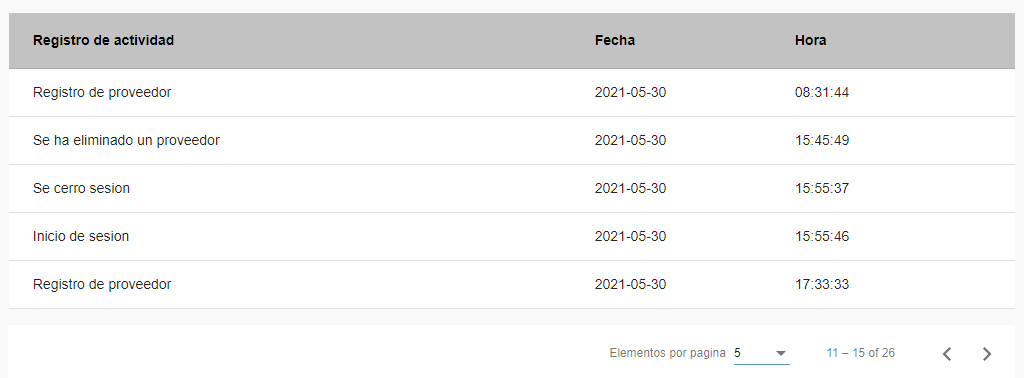 Registro de actividad Fecha Hora
Registro de proveedor 2021-05-30 08:31:44
Se ha eliminado un proveedor 2021-05-30 15:45:49
Se cerro sesion 2021-05-30 15:55:37
Inicio de sesion 2021-05-30 15:55:46
Registro de proveedor 2021-05-30 17:33:33
Elementos por pagina 5 11 – 15 of 26